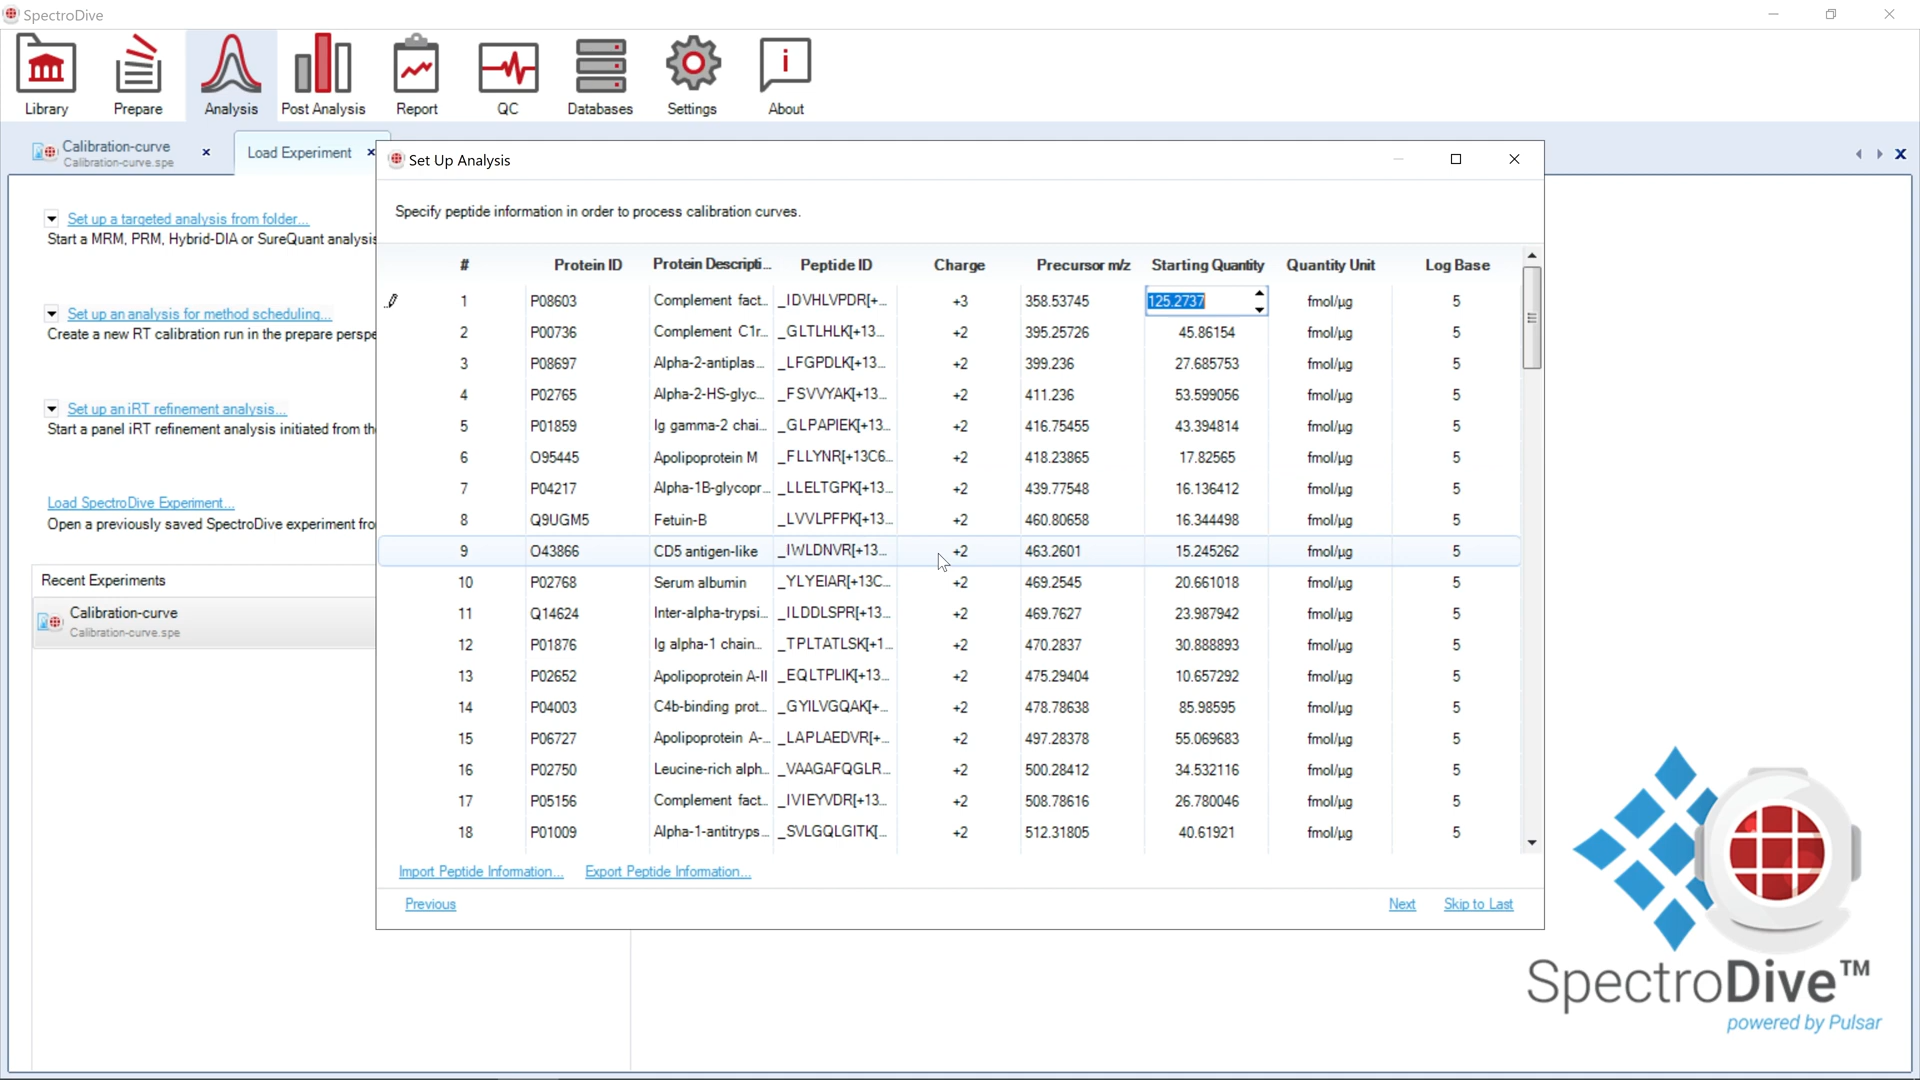 SpectroDive
Library
Prepare
Analysis
Post Analysis
Report
QC
Databases
Settings
About
Calibration-curve
Calibration-curve.spe
Load Experiment
Set up a targeted analysis from folder...
Start a MRM, PRM, Hybrid-DIA or SureQuant analysis
Set up an analysis for method scheduling...
Create a new RT calibration run in the prepare perspe
Set up an iRT refinement analysis...
Start a panel iRT refinement analysis initiated from th
Load SpectroDive Experiment...
Open a previously saved SpectroDive experiment fro
Recent Experiments
Calibration-curve
Calibration-curve.spe
Set Up Analysis
Specify peptide information in order to process calibration curves.
# Protein ID Protein Descripti... Peptide ID Charge Precursor m/z Starting Quantity Quantity Unit Log Base
1 P08603 Complement fact... _IDVHLVPDR[+... +3 358.53745 125.2737 fmol/µg 5
2 P00736 Complement C1r... _GLTLHLK[+13... +2 395.25726 45.86154 fmol/µg 5
3 P08697 Alpha-2-antiplas... _LFGPDLK[+13... +2 399.236 27.685753 fmol/µg 5
4 P02765 Alpha-2-HS-glyc... _FSVVYAK[+13... +2 411.236 53.599056 fmol/µg 5
5 P01859 Ig gamma-2 chai... _GLPAPIEK[+13... +2 416.75455 43.394814 fmol/µg 5
6 O95445 Apolipoprotein M _FLLYNR[+13C6... +2 418.23865 17.82565 fmol/µg 5
7 P04217 Alpha-1B-glycopr... _LLELTGPK[+13... +2 439.77548 16.136412 fmol/µg 5
8 Q9UGM5 Fetuin-B _LVVLPFPK[+13... +2 460.80658 16.344498 fmol/µg 5
9 O43866 CD5 antigen-like _IWLDNVR[+13... +2 463.2601 15.245262 fmol/µg 5
10 P02768 Serum albumin _YLYEIAR[+13C... +2 469.2545 20.661018 fmol/µg 5
11 Q14624 Inter-alpha-trypsi... _ILDDLSPR[+13... +2 469.7627 23.987942 fmol/µg 5
12 P01876 Ig alpha-1 chain... _TPLTATLSK[+1... +2 470.2837 30.888893 fmol/µg 5
13 P02652 Apolipoprotein A-II _EQLTPLIK[+13... +2 475.29404 10.657292 fmol/µg 5
14 P04003 C4b-binding prot... _GYILVGQAK[+... +2 478.78638 85.98595 fmol/µg 5
15 P06727 Apolipoprotein A-... _LAPLAEDVR[+... +2 497.28378 55.069683 fmol/µg 5
16 P02750 Leucine-rich alph... _VAAGAFQGLR... +2 500.28412 34.532116 fmol/µg 5
17 P05156 Complement fact... _IVIEYVDR[+13... +2 508.78616 26.780046 fmol/µg 5
18 P01009 Alpha-1-antitryps... _SVLGQLGITK[... +2 512.31805 40.61921 fmol/µg 5
Import Peptide Information...
Export Peptide Information...
Previous
Next
Skip to Last
SpectroDive™
powered by Pulsar